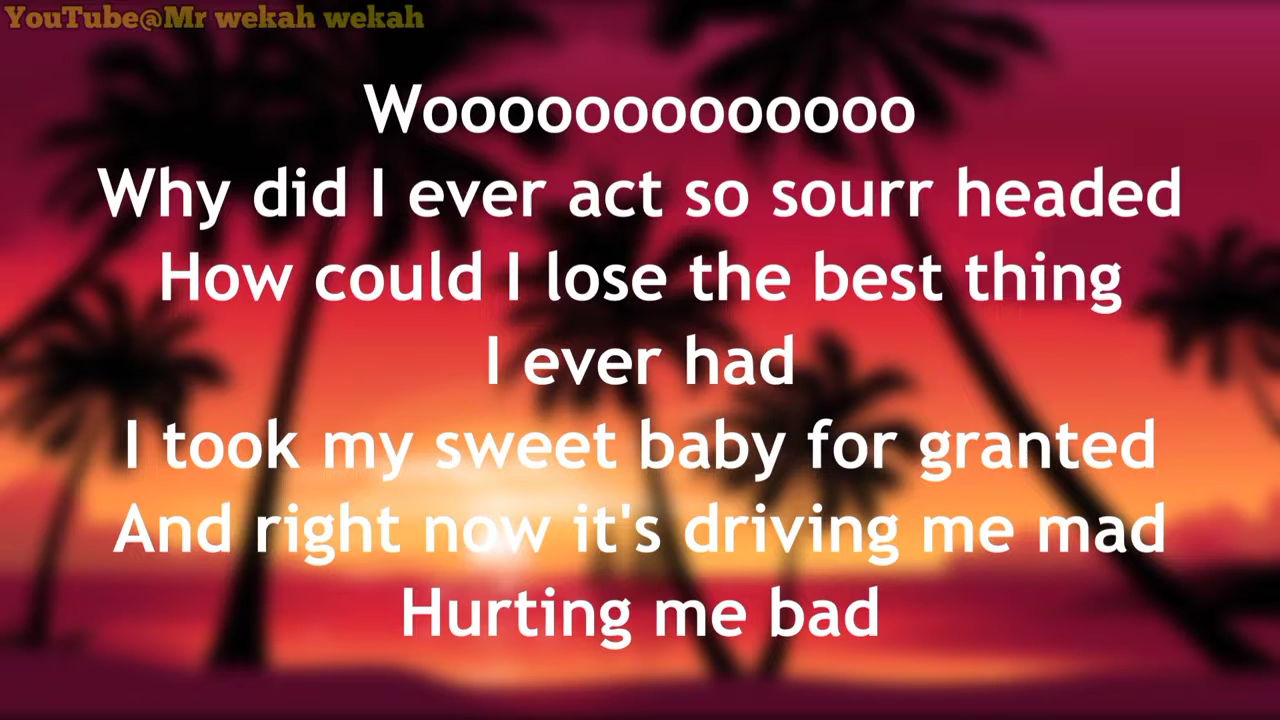 YouTube@Mr wekah wekah
Wooooooooooooo
Why did I ever act so sourr headed
How could I lose the best thing
I ever had
I took my sweet baby for granted
And right now it's driving me mad
Hurting me bad